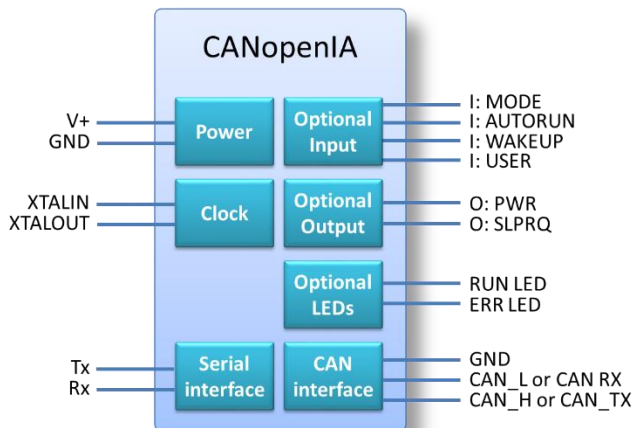 CANopenIA
V+
GND
Power
Optional
Input
I: MODE
I: AUTORUN
I: WAKEUP
I: USER
XTALIN
XTALOUT
Clock
Optional
Output
O: PWR
O: SLPRQ
Optional
LEDs
RUN LED
ERR LED
Tx
Rx
Serial
interface
CAN
interface
GND
CAN_L or CAN RX
CAN_H or CAN_TX